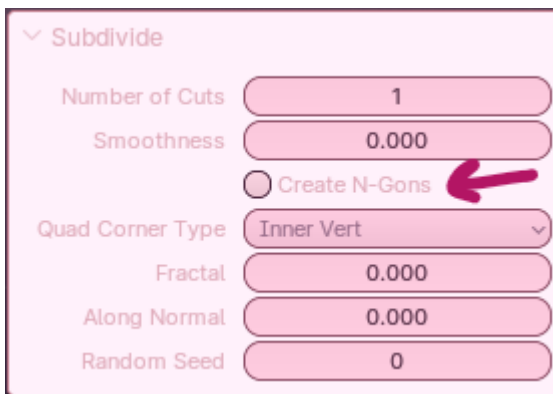 Subdivide
Number of Cuts 1
Smoothness 0.000
Create N-Gons
Quad Corner Type Inner Vert
Fractal 0.000
Along Normal 0.000
Random Seed 0